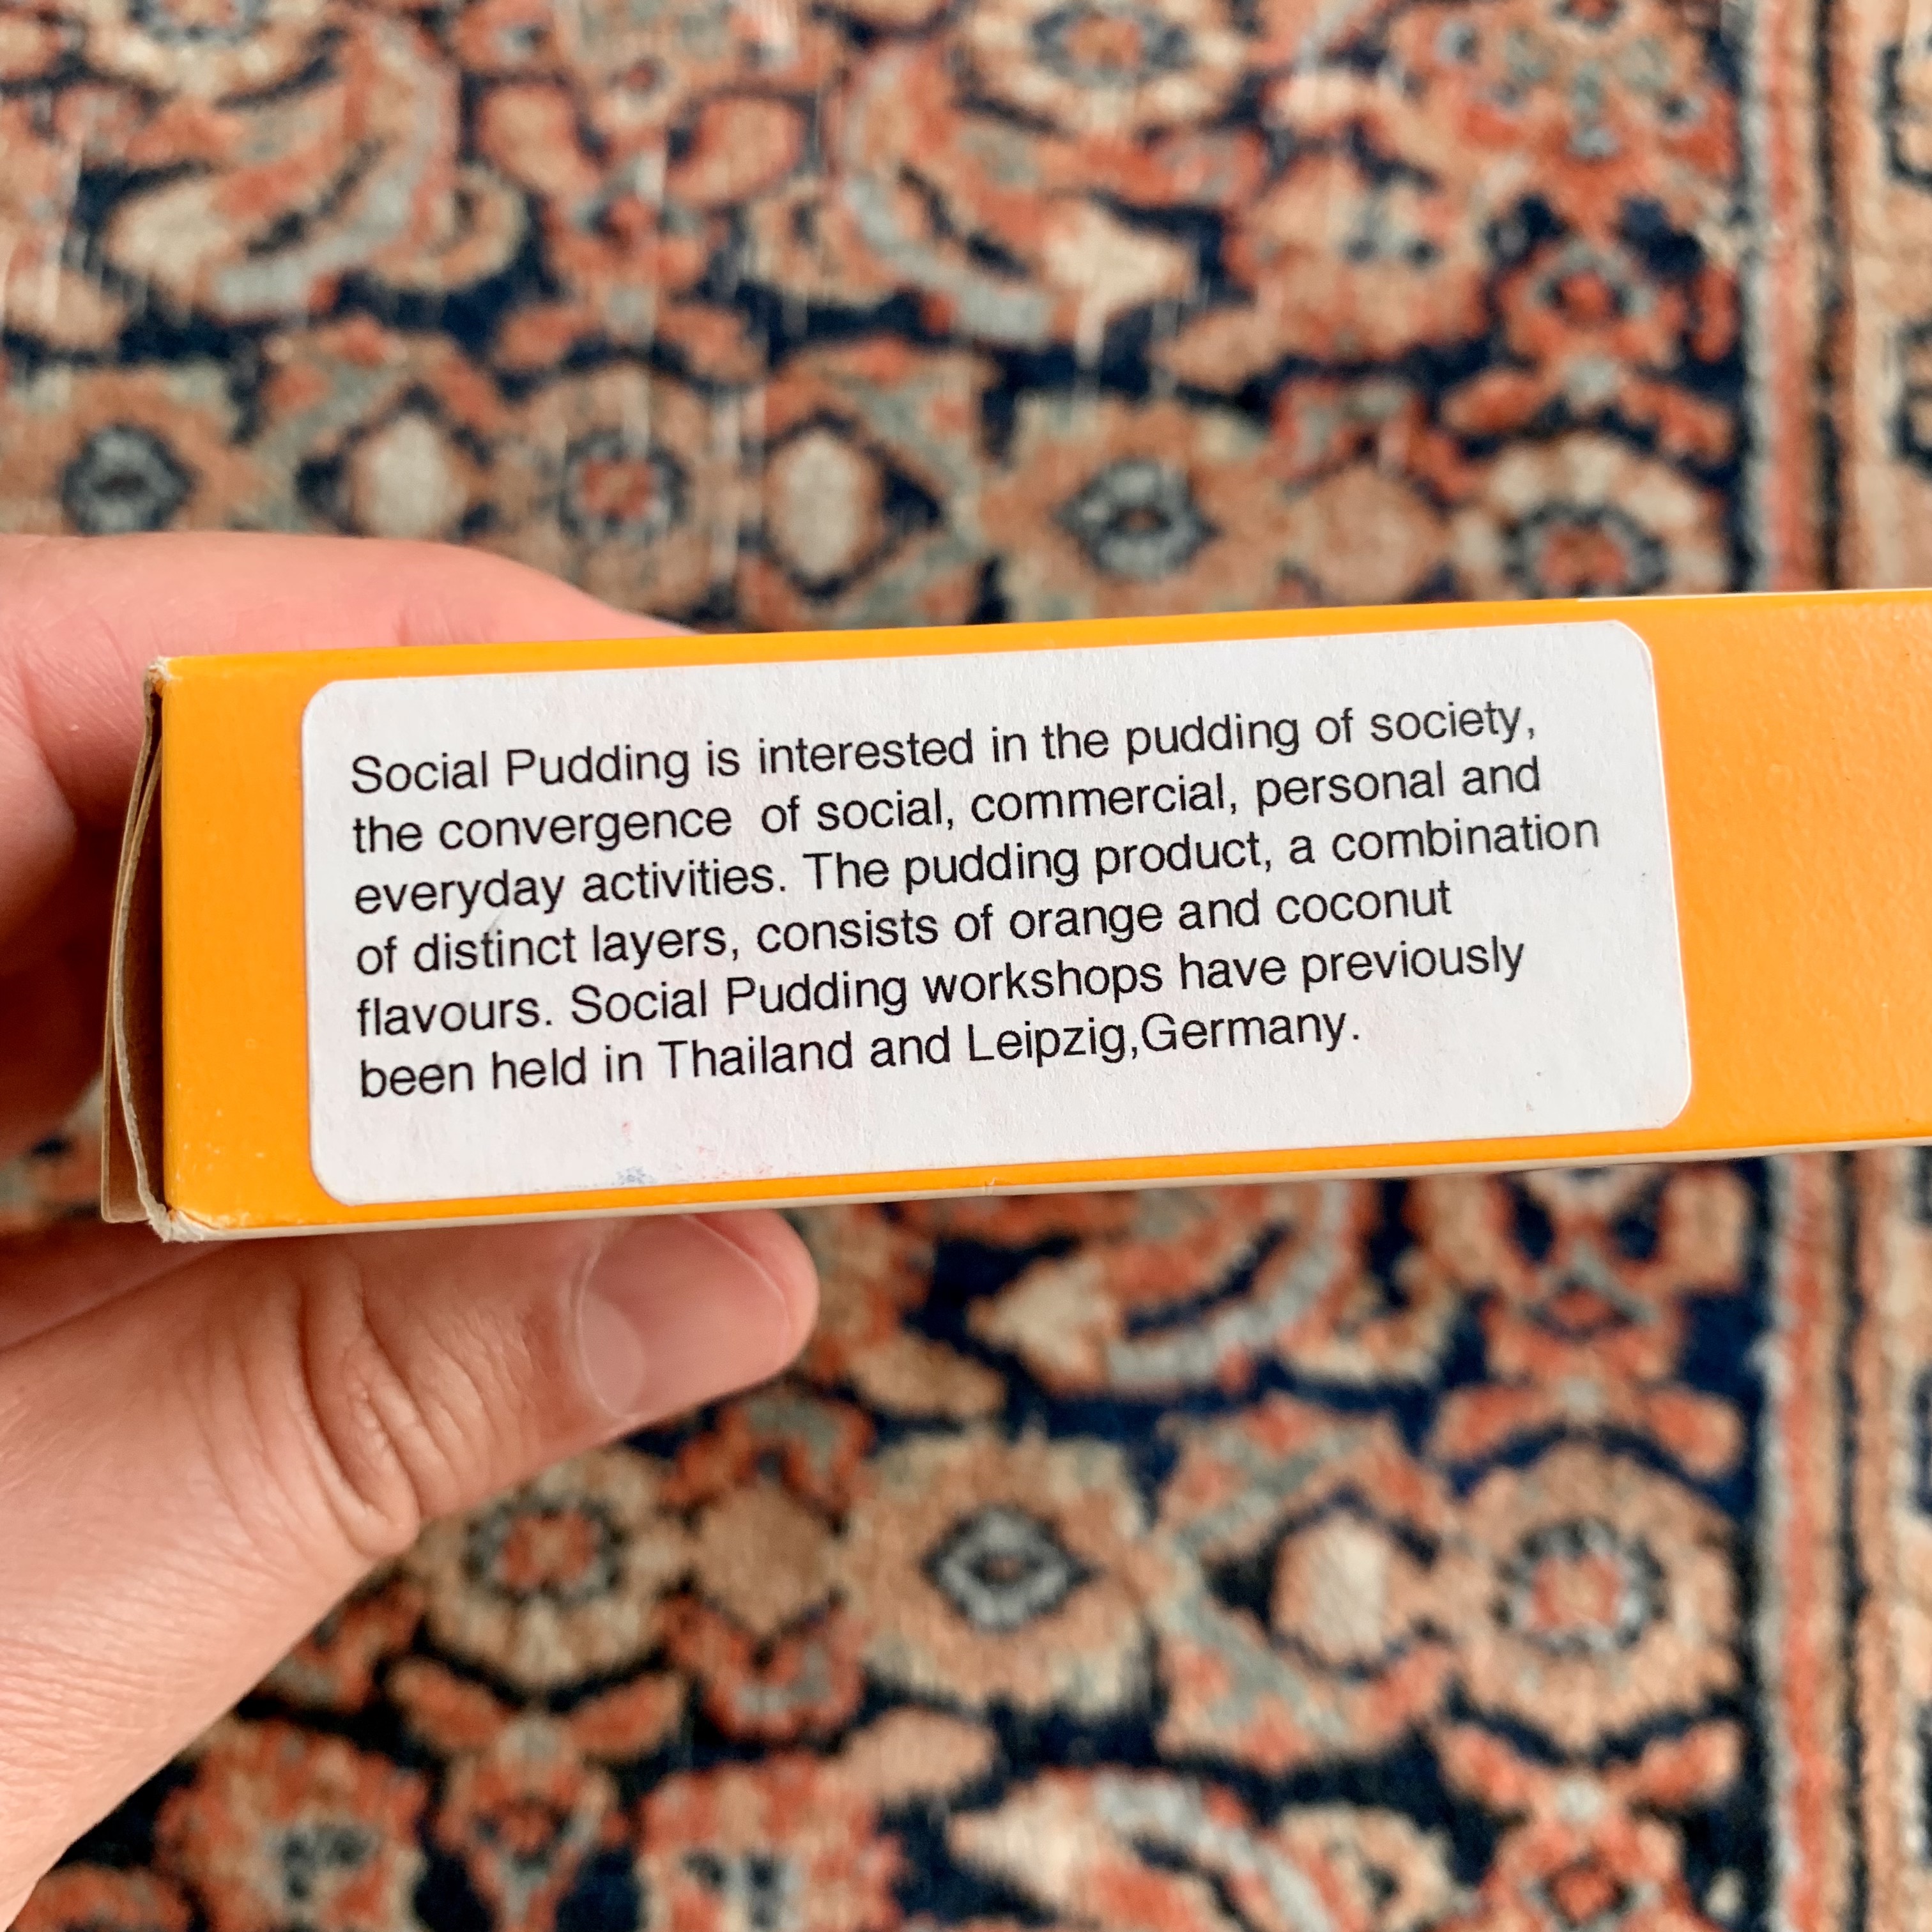 Social Pudding is interested in the pudding of society,
the convergence  of social, commercial, personal and
everyday activities. The pudding product, a combination
of distinct layers, consists of orange and coconut
flavours. Social Pudding workshops have previously
been held in Thailand and Leipzig,Germany.